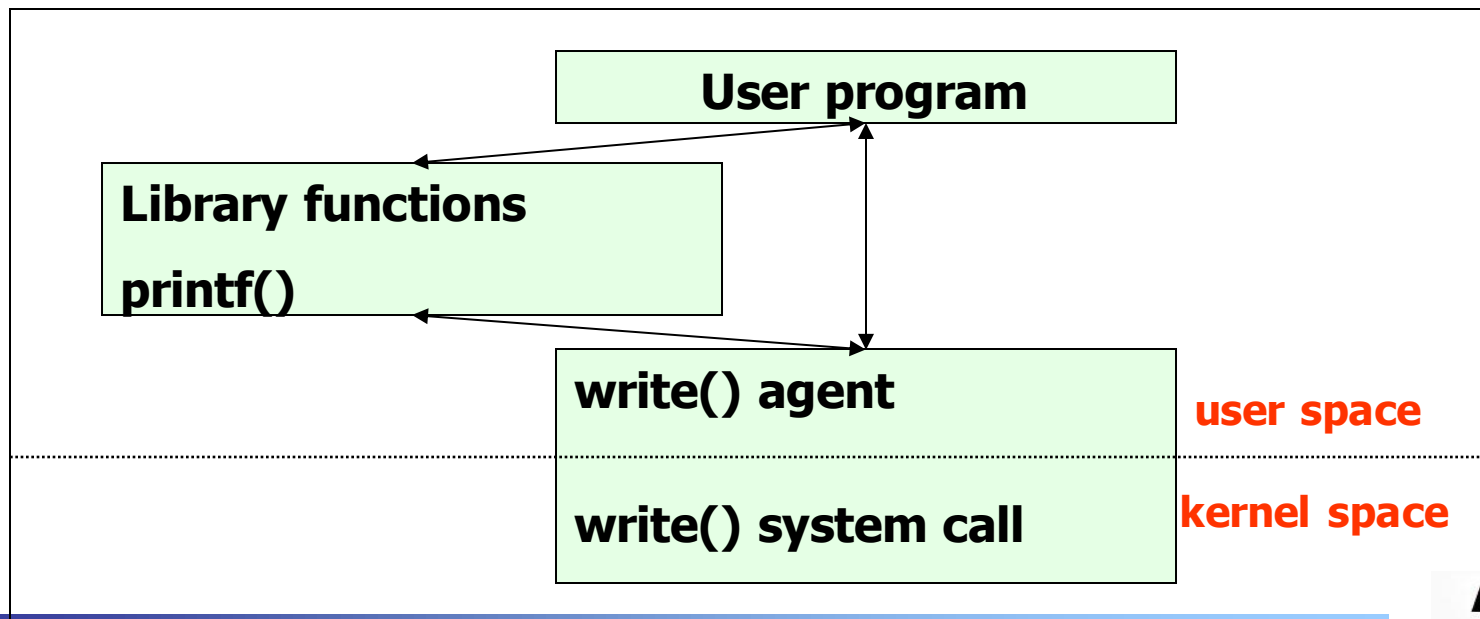 User program
Library functions
printf()
write() agent
user space
write() system call
kernel space